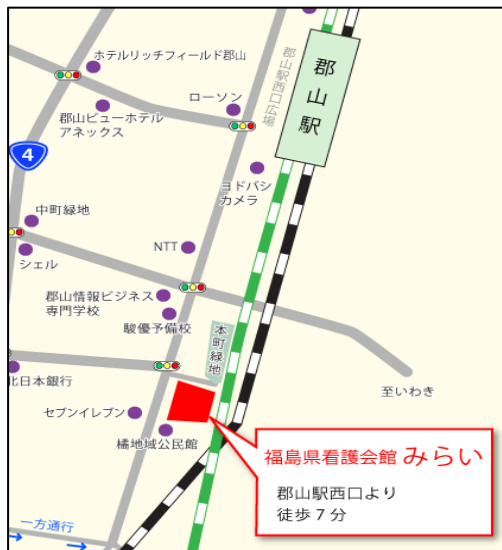 ホテルリッチフィールド郡山
郡山駅
郡山駅西口広場
ローソン
郡山ビューホテル
アネックス
4
ヨドバシ
カメラ
中町緑地
NTT
シェル
郡山情報ビジネス
専門学校
駿優予備校
本町緑地
北日本銀行
至いわき
セブンイレブン
橘地域公民館
福島県看護会館 みらい
郡山駅西口より
徒歩7分
一方通行